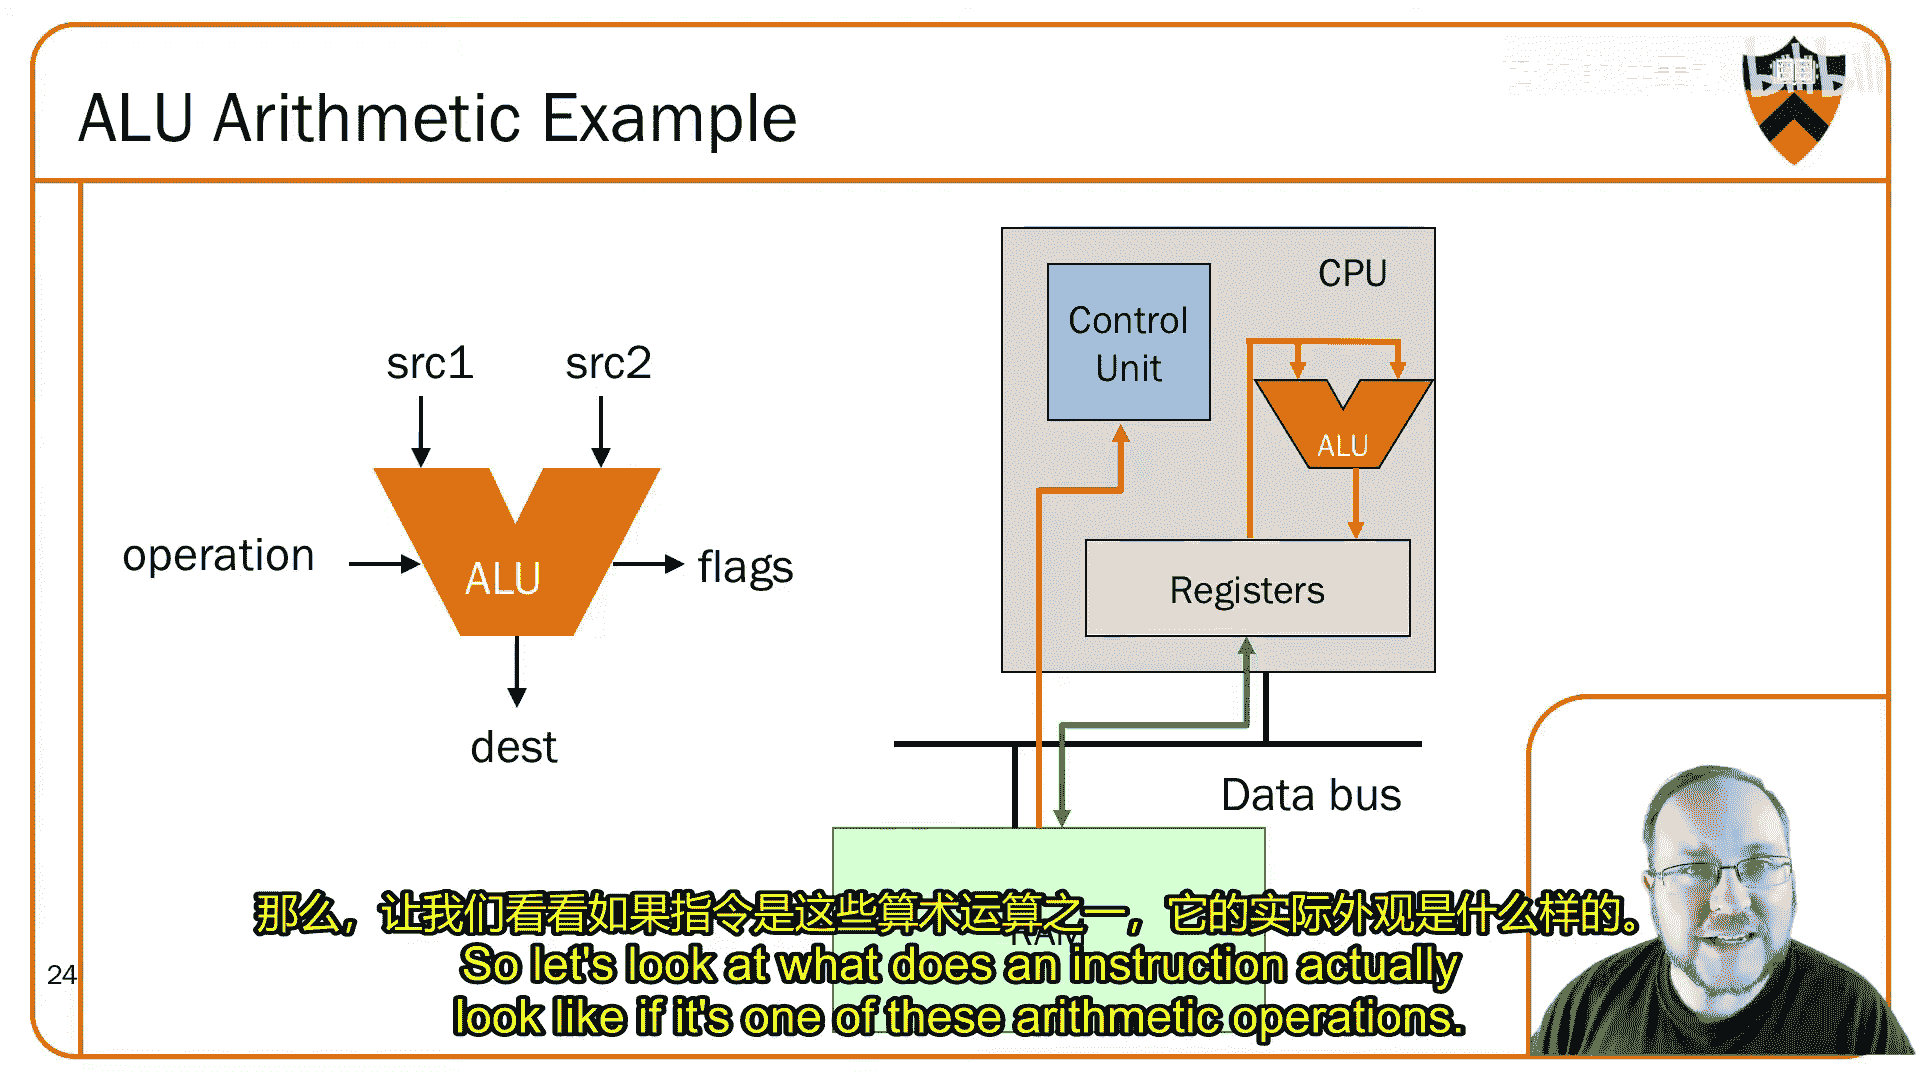 ALU Arithmetic Example
src1
src2
operation
ALU
flags
dest
CPU
Control
Unit
ALU
Registers
Data bus
RAM
那么，让我们看看如果指令是这些算术运算之一，它的实际外观是什么样的。
So let's look at what does an instruction actually
look like if it's one of these arithmetic operations.
24